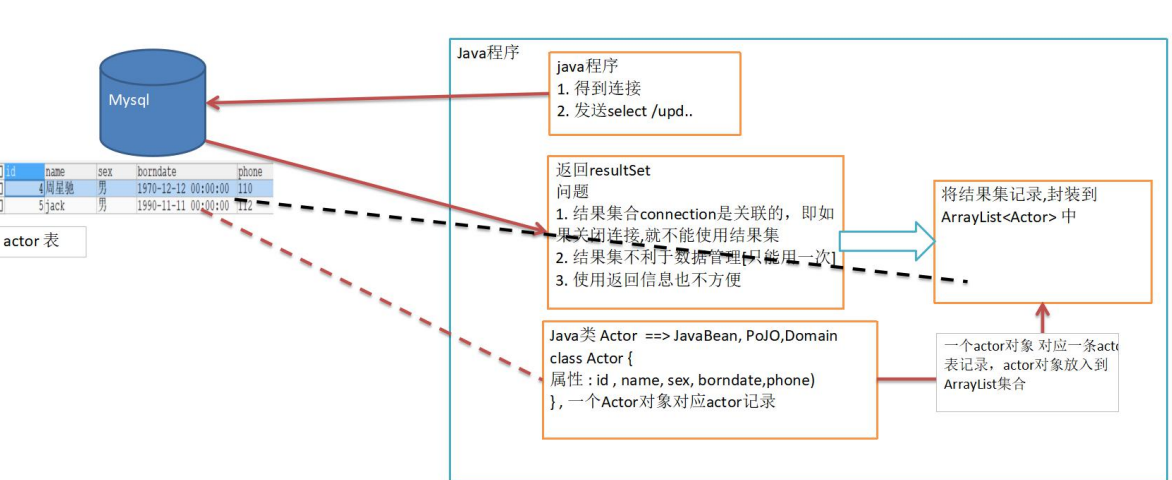 Java程序
java程序
1. 得到连接
2. 发送select /upd..
Mysql
id name sex borndate phone
4 周星驰 男 1970-12-12 00:00:00 110
5 jack 男 1990-11-11 00:00:00 112
actor 表
返回resultSet
问题
1. 结果集合connection是关联的，即如
果关闭连接,就不能使用结果集
2. 结果集不利于数据管理[只能用一次]
3. 使用返回信息也不方便
将结果集记录,封装到
ArrayList<Actor> 中
Java类 Actor ==> JavaBean, PoJO,Domain
class Actor {
属性 : id , name, sex, borndate,phone)
} , 一个Actor对象对应actor记录
一个actor对象 对应一条acto
表记录，actor对象放入到
ArrayList集合